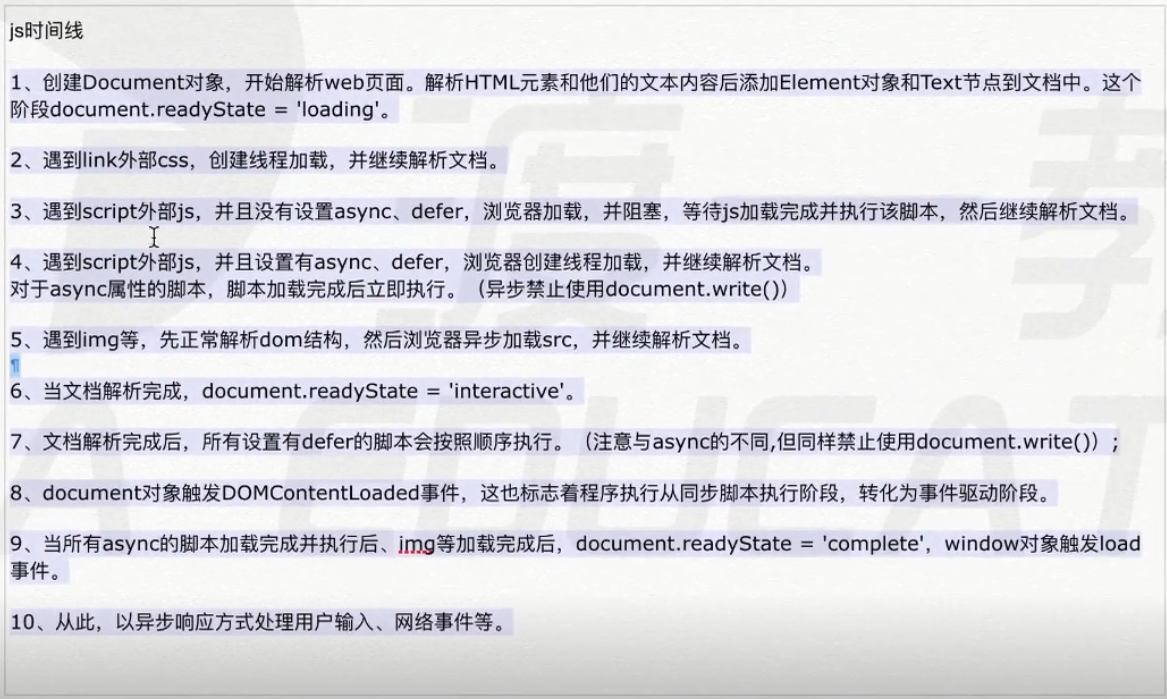 js时间线
1、创建Document对象，开始解析web页面。解析HTML元素和他们的文本内容后添加Element对象和Text节点到文档中。这个
阶段document.readyState = 'loading'。
2、遇到link外部css，创建线程加载，并继续解析文档。
3、遇到script外部js，并且没有设置async、defer，浏览器加载，并阻塞，等待js加载完成并执行该脚本，然后继续解析文档。
4、遇到script外部js，并且设置有async、defer，浏览器创建线程加载，并继续解析文档。
对于async属性的脚本，脚本加载完成后立即执行。（异步禁止使用document.write()）
5、遇到img等，先正常解析dom结构，然后浏览器异步加载src，并继续解析文档。
6、当文档解析完成，document.readyState = 'interactive'。
7、文档解析完成后，所有设置有defer的脚本会按照顺序执行。（注意与async的不同,但同样禁止使用document.write()）;
8、document对象触发DOMContentLoaded事件，这也标志着程序执行从同步脚本执行阶段，转化为事件驱动阶段。
9、当所有async的脚本加载完成并执行后、img等加载完成后，document.readyState = 'complete'，window对象触发load
事件。
10、从此，以异步响应方式处理用户输入、网络事件等。